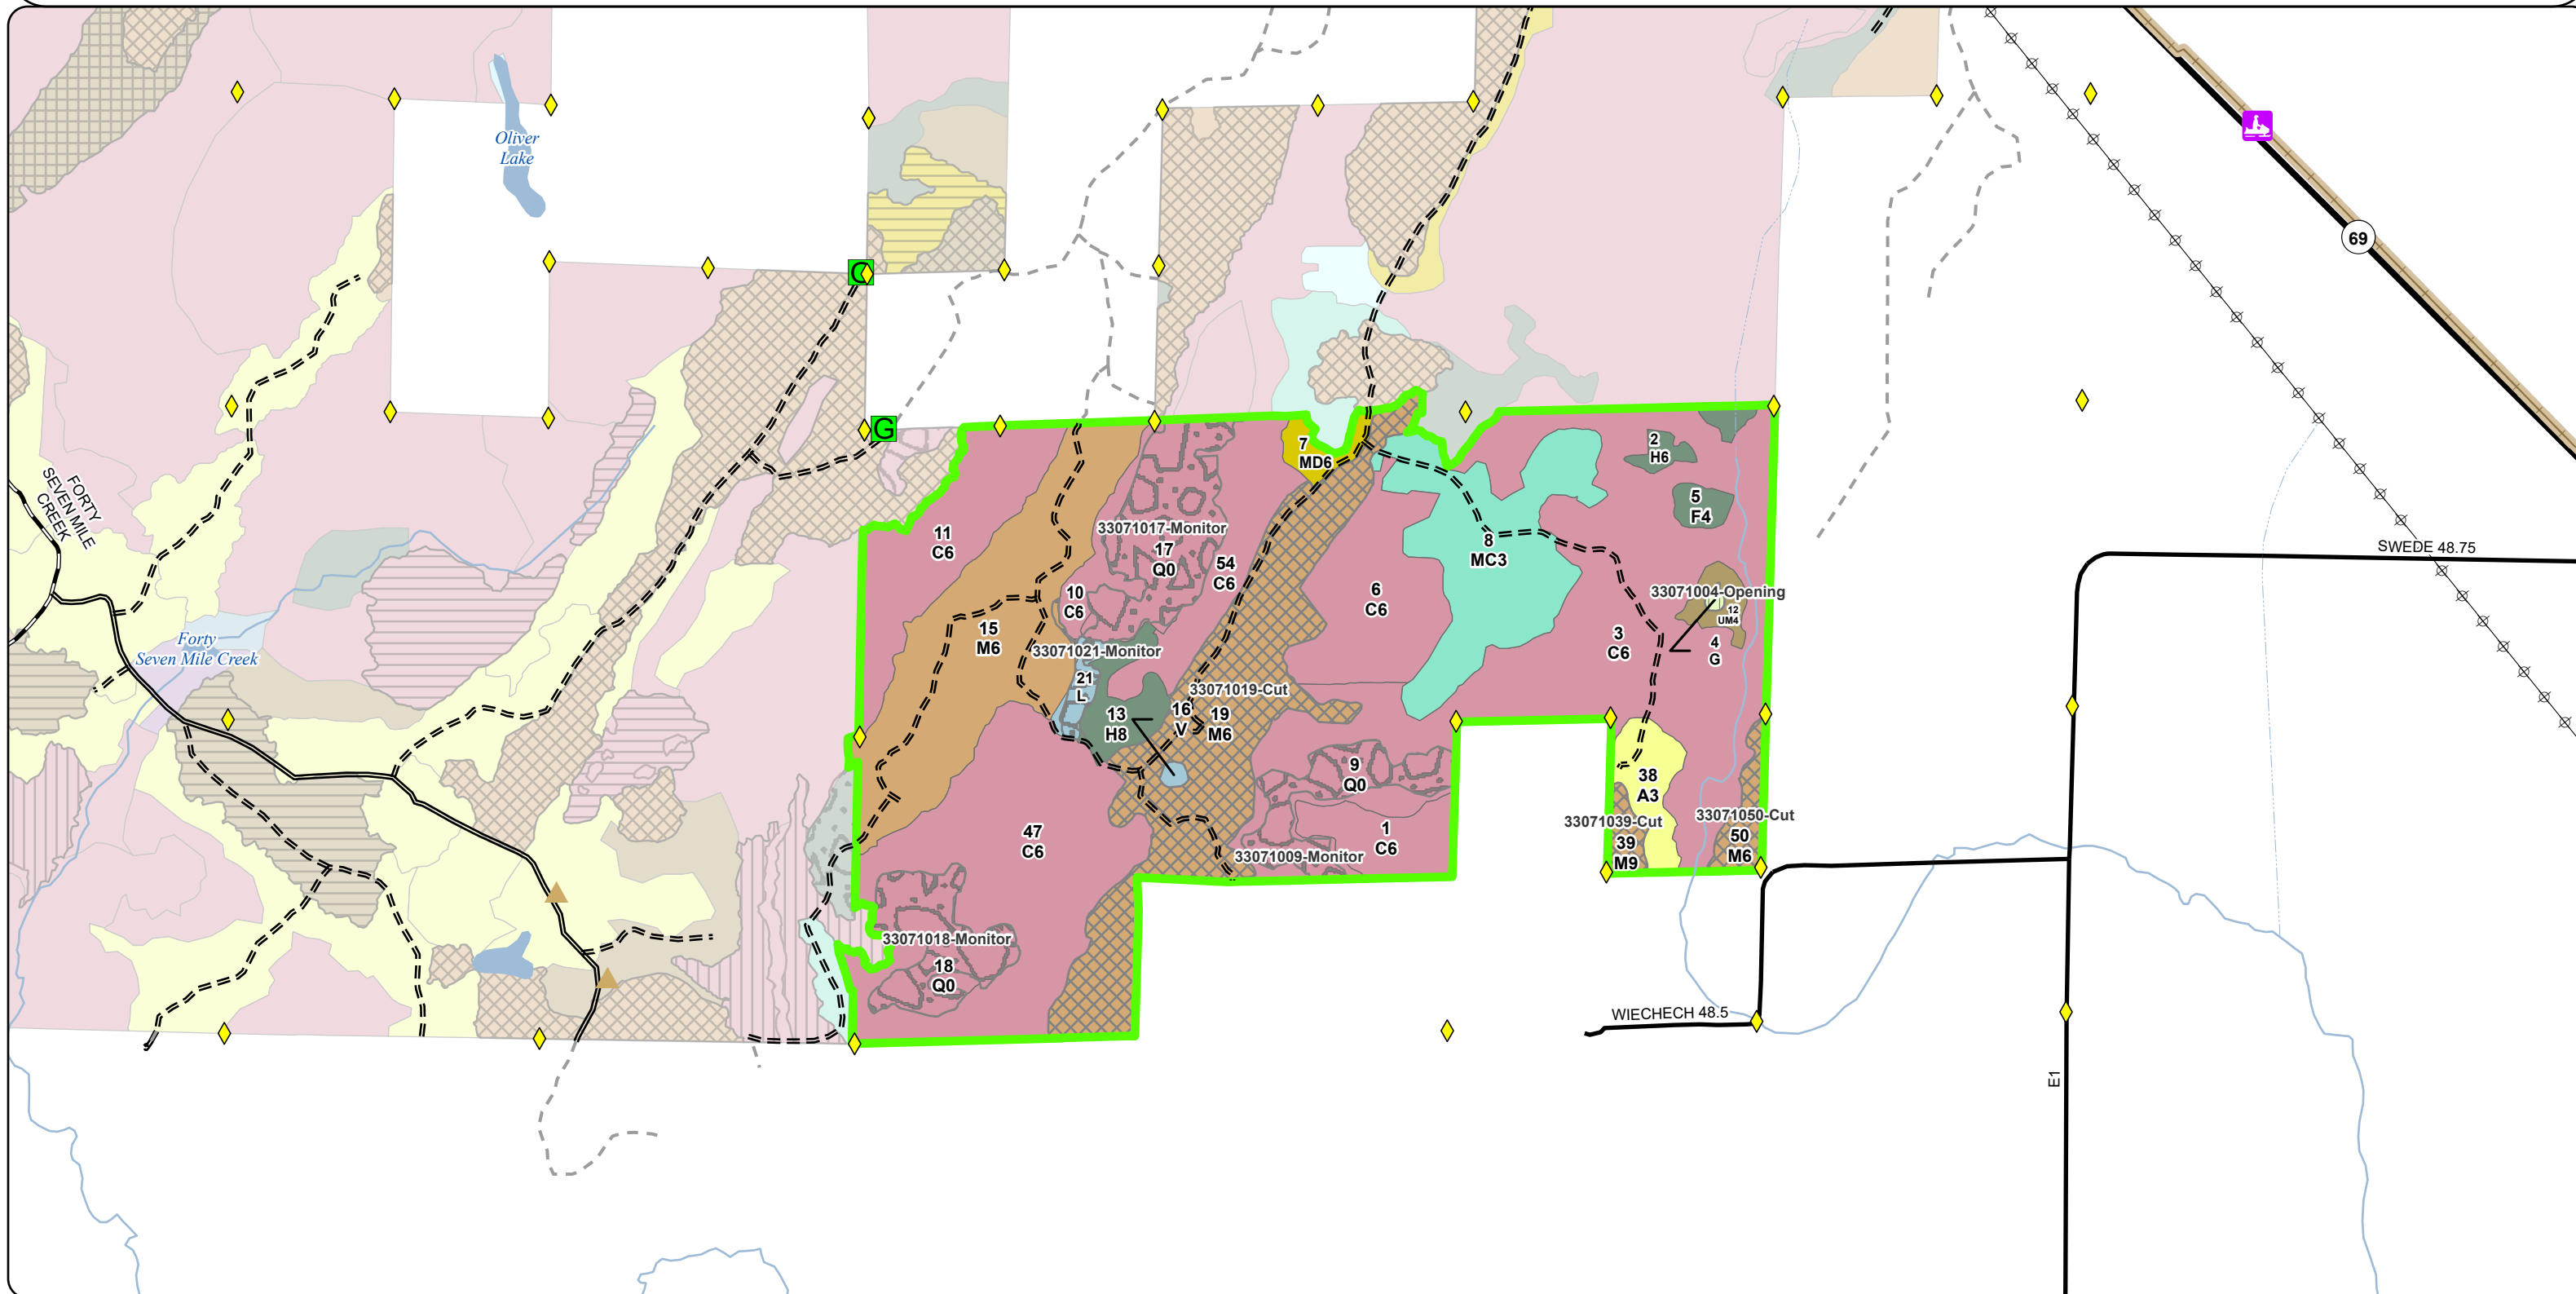 Oliver
Lake
69
C
G
7
MD6
2
H6
5
F4
11
C6
33071017-Monitor
17
Q0
54
C6
8
MC3
SWEDE 48.75
FORTY
SEVEN MILE
CREEK
10
C6
6
C6
33071004-Opening
12
UM4
15
M6
3
C6
4
G
Forty
Seven Mile Creek
33071021-Monitor
21
L
33071019-Cut
13
H8
16
V
19
M6
9
Q0
38
A3
33071039-Cut
39
M9
33071050-Cut
50
M6
47
C6
1
C6
33071009-Monitor
33071018-Monitor
18
Q0
WIECHECH 48.5
E1